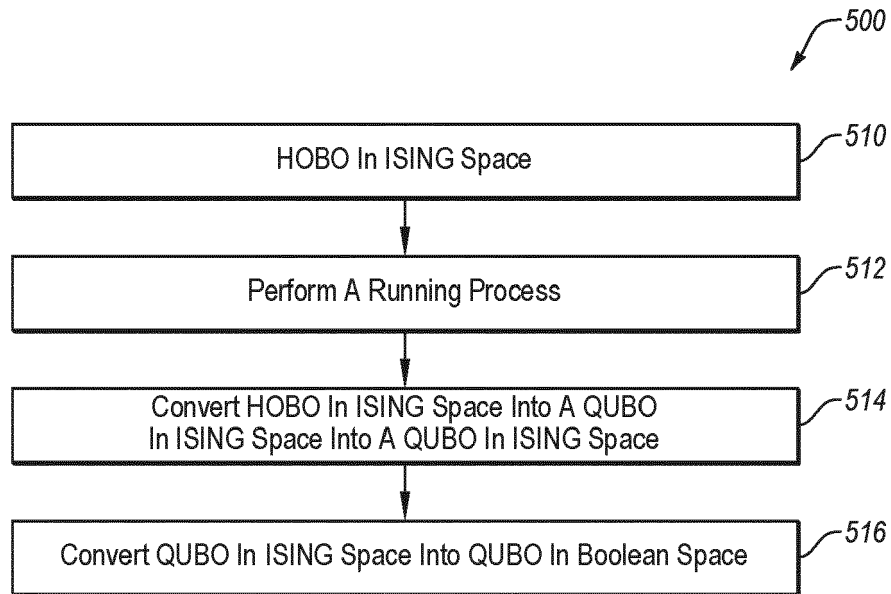 500
HOBO In ISING Space
510
Perform A Running Process
512
Convert HOBO In ISING Space Into A QUBO
In ISING Space Into A QUBO In ISING Space
514
Convert QUBO In ISING Space Into QUBO In Boolean Space
516